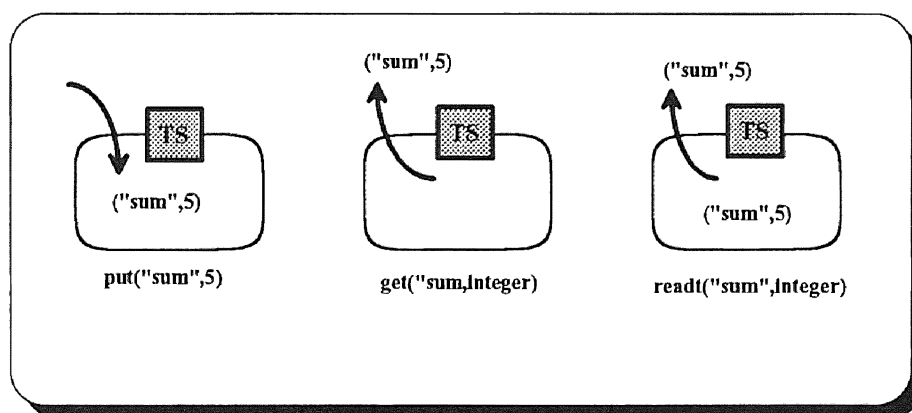 ("sum",5)
("sum",5)
TS
TS
TS
("sum",5)
("sum",5)
put("sum",5)
get("sum,integer)
readt("sum",integer)